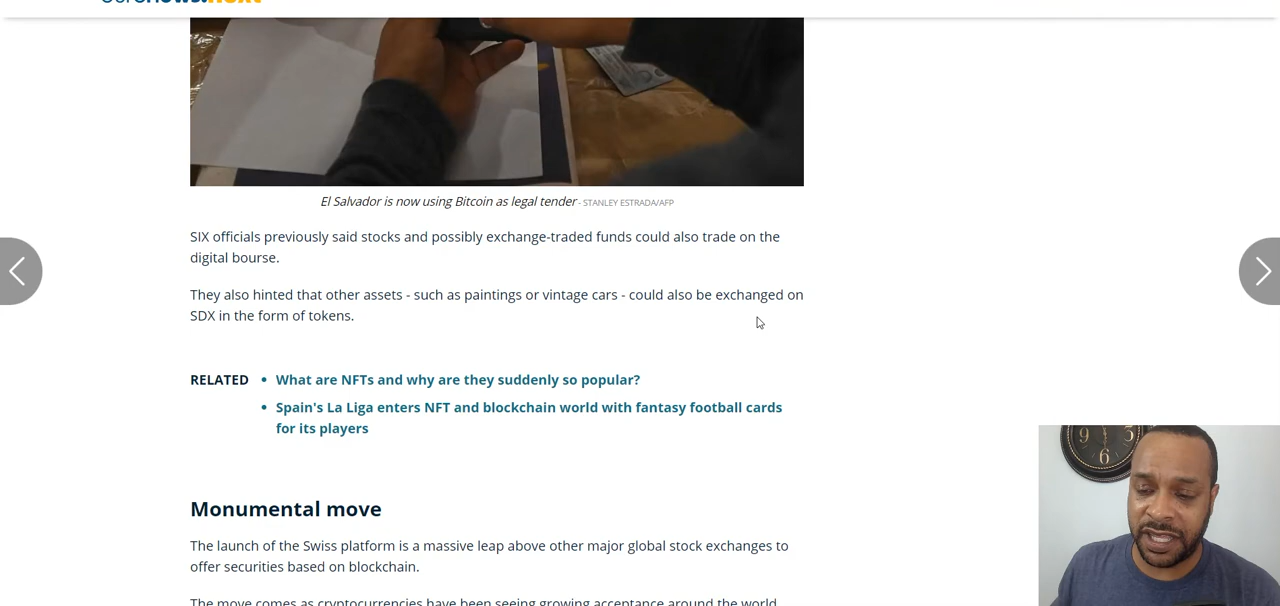 El Salvador is now using Bitcoin as legal tender - STANLEY ESTRADA/AFP
SIX officials previously said stocks and possibly exchange-traded funds could also trade on the
digital bourse.
They also hinted that other assets - such as paintings or vintage cars - could also be exchanged on
SDX in the form of tokens.
RELATED • What are NFTs and why are they suddenly so popular?
• Spain's La Liga enters NFT and blockchain world with fantasy football cards
for its players
Monumental move
The launch of the Swiss platform is a massive leap above other major global stock exchanges to
offer securities based on blockchain.
The move comes as cryptocurrencies have been seeing growing acceptance around the world
9 3
6